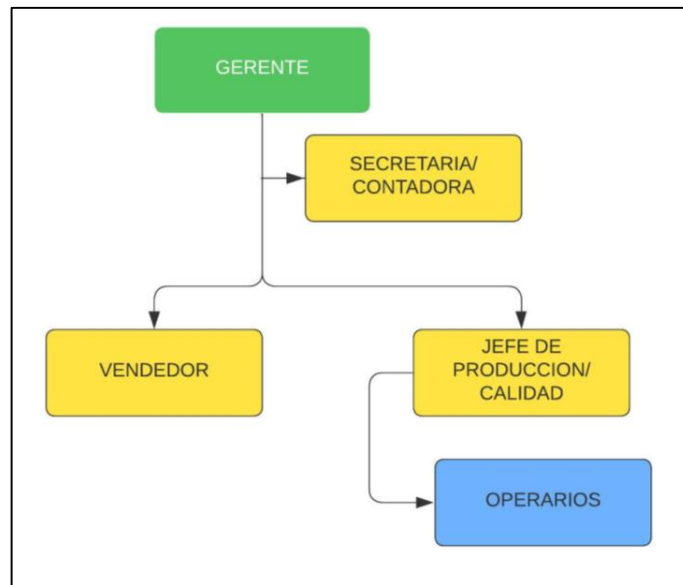 GERENTE
SECRETARIA/
CONTADORA
VENDEDOR
JEFE DE
PRODUCCION/
CALIDAD
OPERARIOS